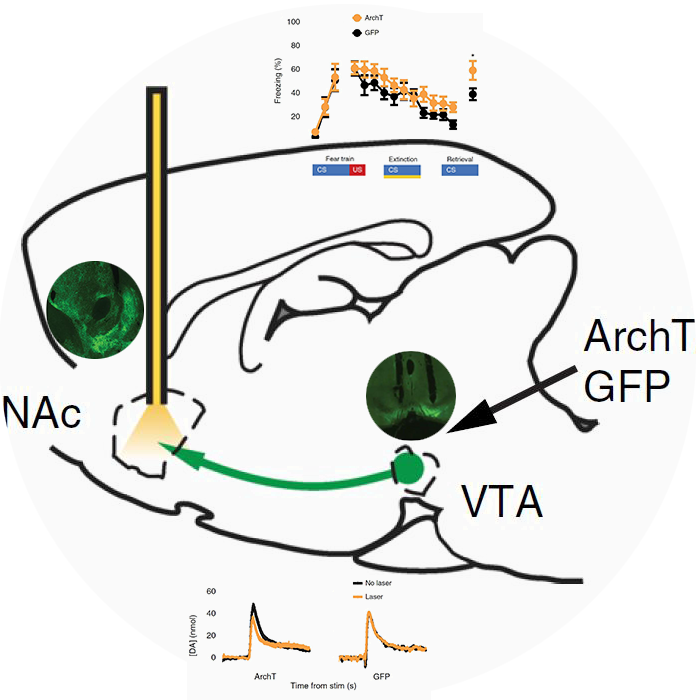 100
80
60
40
20
Freezing (%)
ArchT
GFP
*
Fear train
Extinction
Retrieval
CS
US
CS
CS
ArchT
GFP
NAc
VTA
60
40
20
0
[DA] (nmol)
No laser
Laser
ArchT
GFP
Time from stim (s)